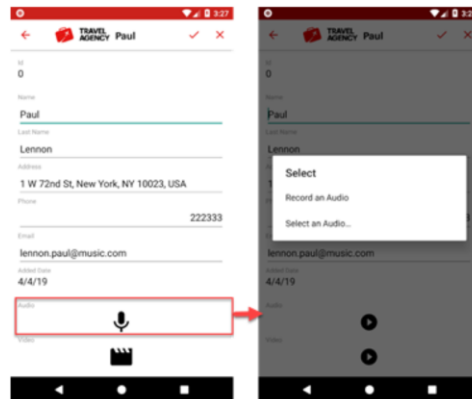 3:27
TRAVEL
AGENCY Paul
Id
0
Name
Paul
Last Name
Lennon
Address
1 W 72nd St, New York, NY 10023, USA
Phone
222333
Email
lennon.paul@music.com
Added Date
4/4/19
Audio
Video
TRAVEL
AGENCY Paul
Id
0
Name
Paul
Last Name
Lennon
Select
Record an Audio
Select an Audio...
Email
lennon.paul@music.com
Added Date
4/4/19
Audio
Video